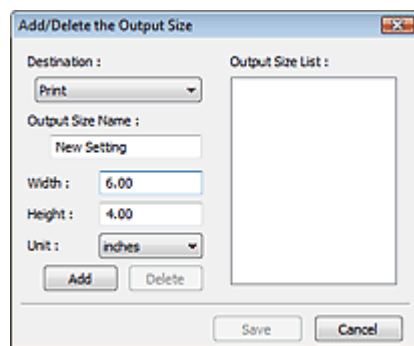 Add/Delete the Output Size
Destination :
Print
Output Size Name :
New Setting
Width : 6.00
Height : 4.00
Unit : inches
Add Delete
Output Size List :
Save Cancel